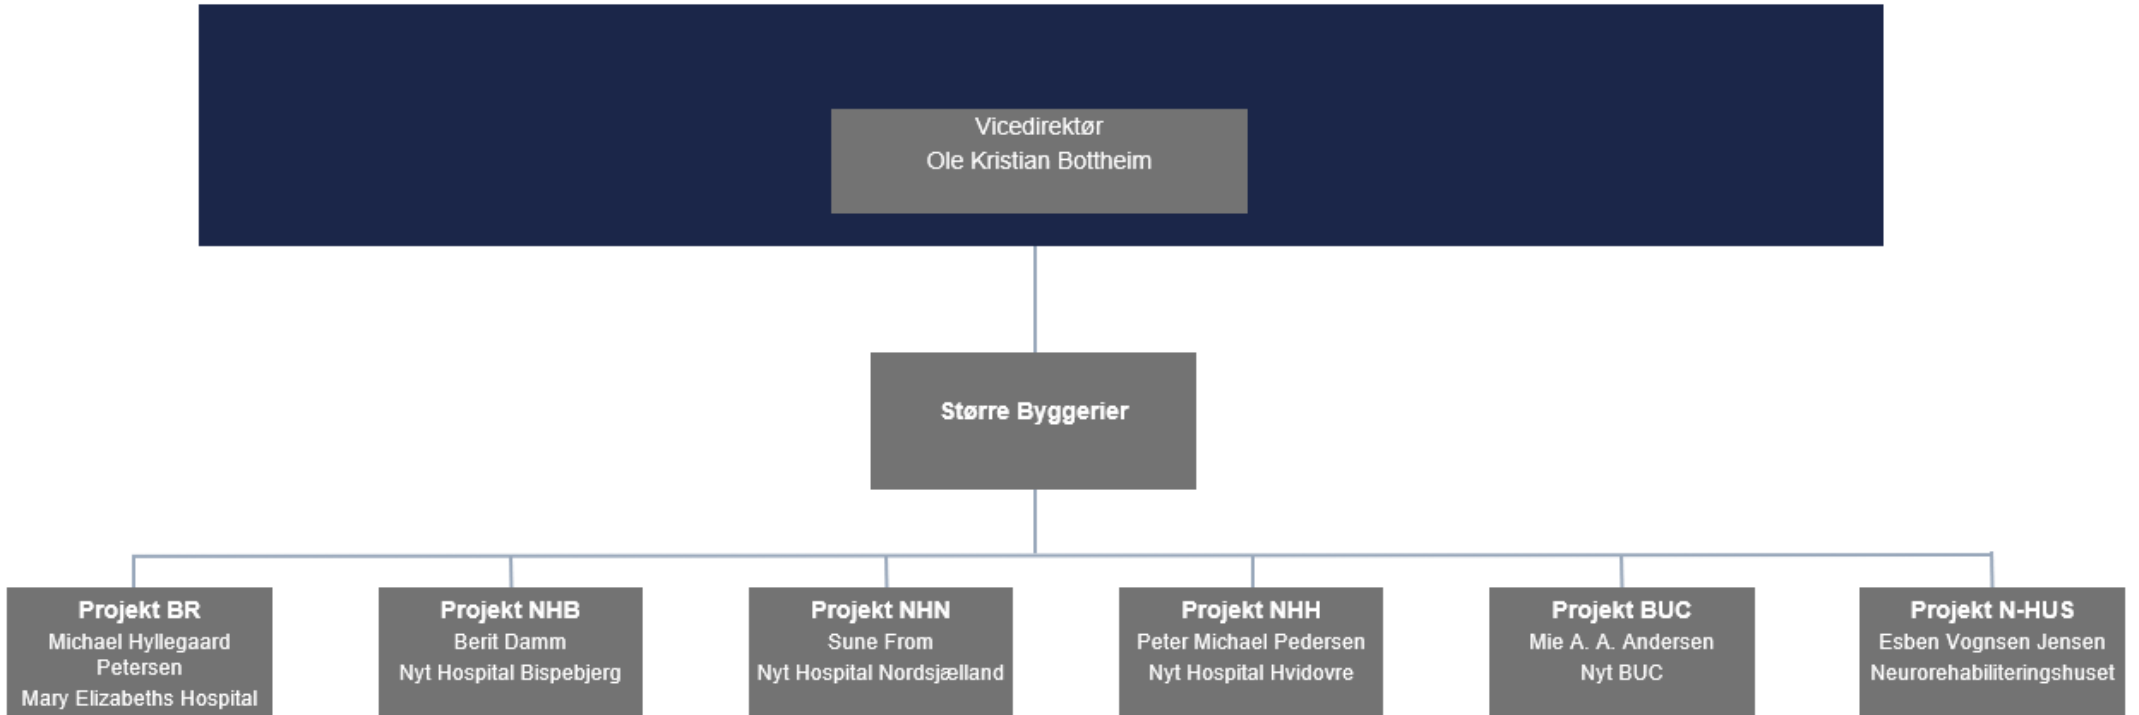 Vicedirektør
Ole Kristian Bottheim
Større Byggerier
Projekt BR
Michael Hyllegaard
Petersen
Mary Elizabeths Hospital
Projekt NHB
Berit Damm
Nyt Hospital Bispebjerg
Projekt NHN
Sune From
Nyt Hospital Nordsjælland
Projekt NHH
Peter Michael Pedersen
Nyt Hospital Hvidovre
Projekt BUC
Mie A. A. Andersen
Nyt BUC
Projekt N-HUS
Esben Vognsen Jensen
Neurorehabiliteringshuset